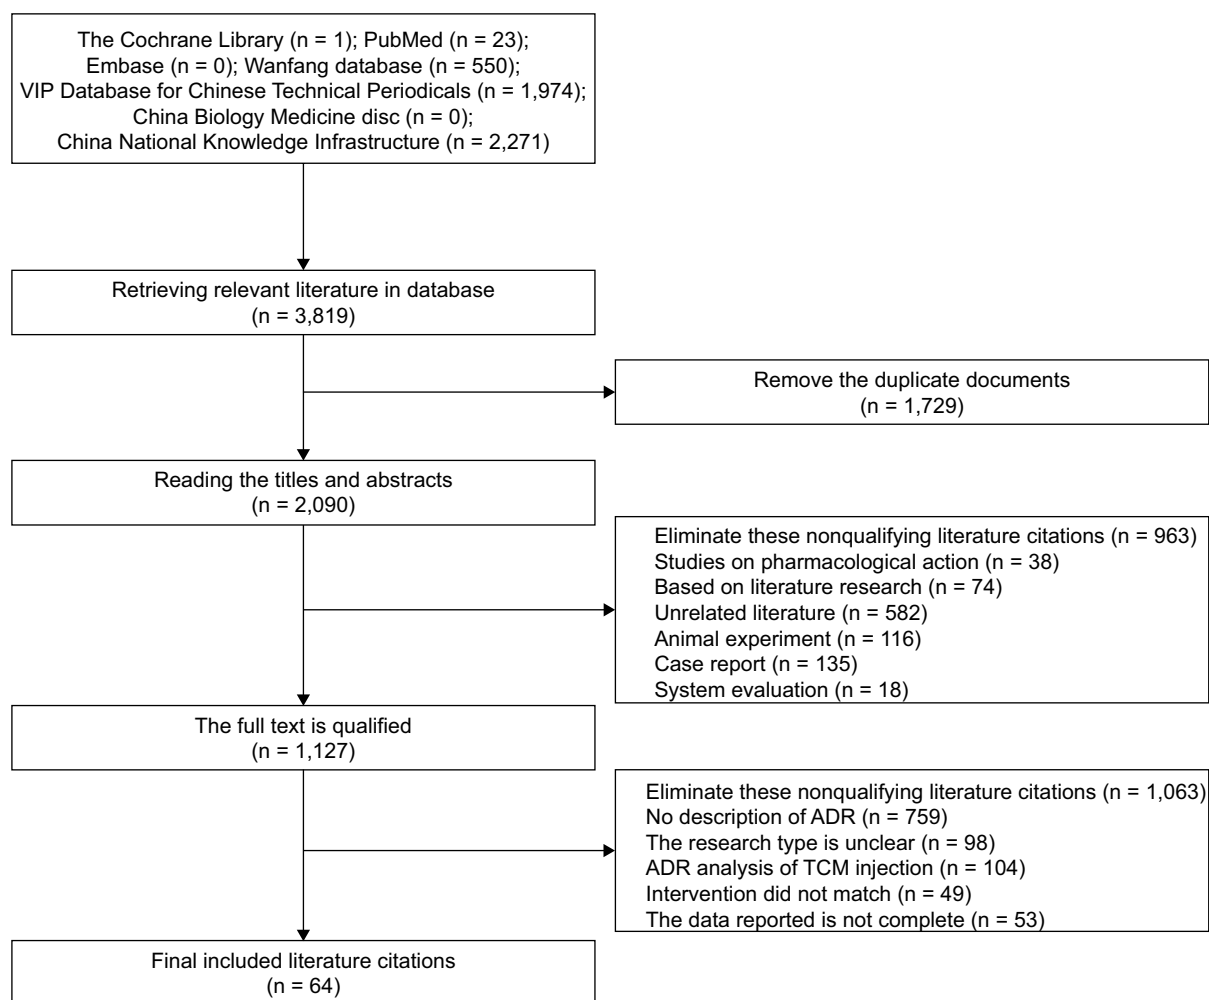 The Cochrane Library (n = 1); PubMed (n = 23);
Embase (n = 0); Wanfang database (n = 550);
VIP Database for Chinese Technical Periodicals (n = 1,974);
China Biology Medicine disc (n = 0);
China National Knowledge Infrastructure (n = 2,271)
Retrieving relevant literature in database
(n = 3,819)
Remove the duplicate documents
(n = 1,729)
Reading the titles and abstracts
(n = 2,090)
Eliminate these nonqualifying literature citations (n = 963)
Studies on pharmacological action (n = 38)
Based on literature research (n = 74)
Unrelated literature (n = 582)
Animal experiment (n = 116)
Case report (n = 135)
System evaluation (n = 18)
The full text is qualified
(n = 1,127)
Eliminate these nonqualifying literature citations (n = 1,063)
No description of ADR (n = 759)
The research type is unclear (n = 98)
ADR analysis of TCM injection (n = 104)
Intervention did not match (n = 49)
The data reported is not complete (n = 53)
Final included literature citations
(n = 64)